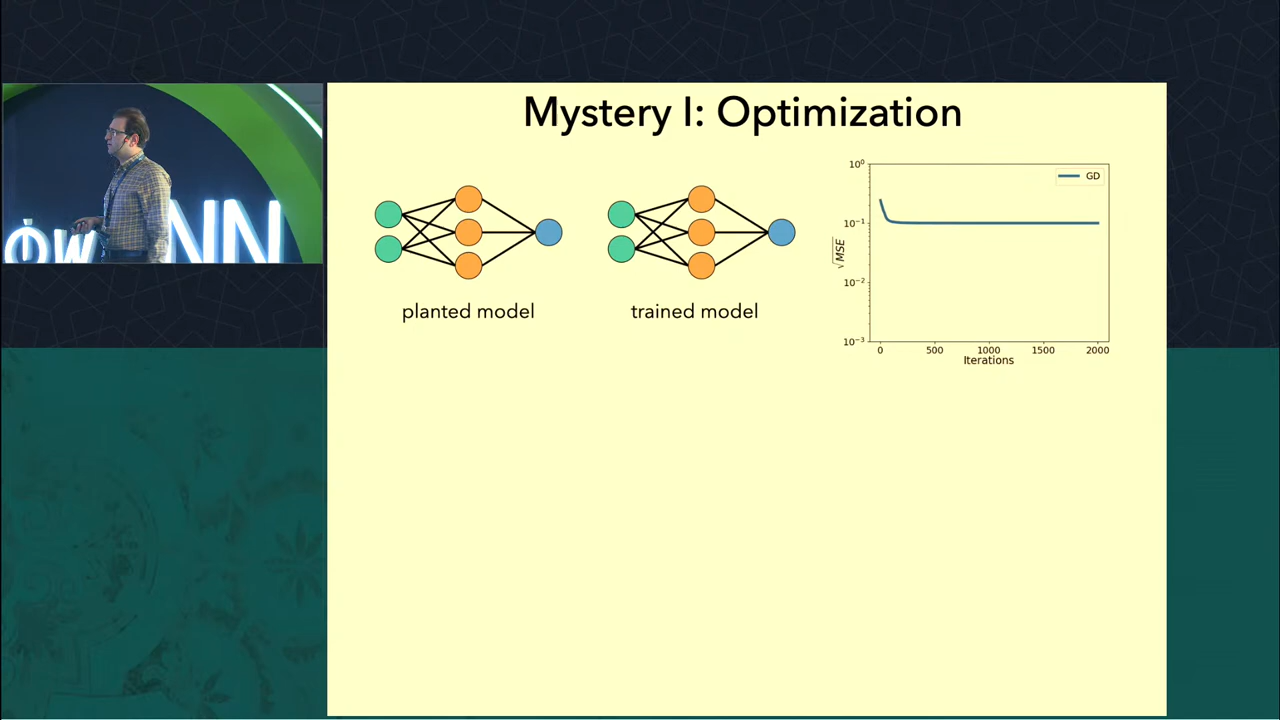 Mystery I: Optimization
planted model
trained model
10⁰
10⁻¹
10⁻²
10⁻³
√MSE
GD
0 500 1000 1500 2000
Iterations
NN